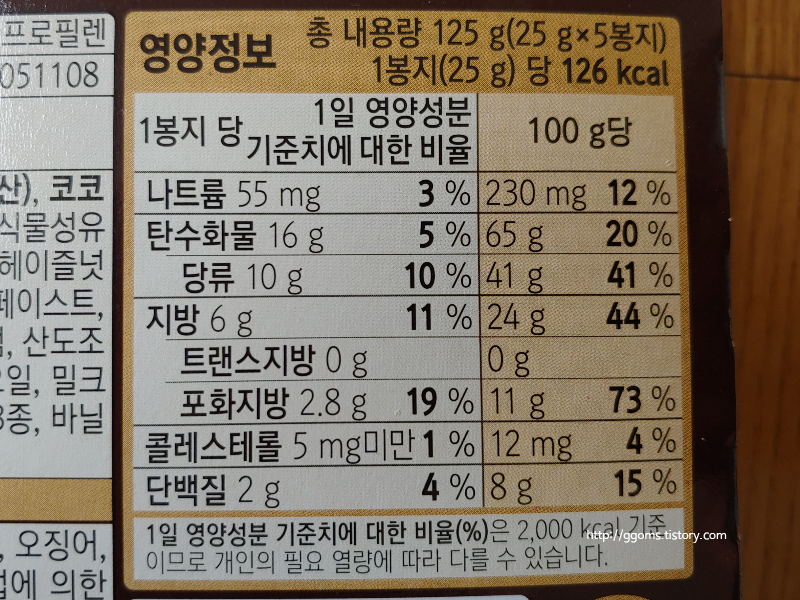 프로필렌
051108
산), 코코
식물성유
헤이즐넛
페이스트,
, 산도조
오일, 밀크
3종, 바닐
, 오징어,
법에 의한
영양정보
총 내용량 125 g(25 g×5봉지)
1봉지(25 g) 당 126 kcal
1봉지 당 1일 영양성분 기준치에 대한 비율 100 g당
나트륨 55 mg 3 % 230 mg 12 %
탄수화물 16 g 5 % 65 g 20 %
당류 10 g 10 % 41 g 41 %
지방 6 g 11 % 24 g 44 %
트랜스지방 0 g 0 g
포화지방 2.8 g 19 % 11 g 73 %
콜레스테롤 5 mg미만 1 % 12 mg 4 %
단백질 2 g 4 % 8 g 15 %
1일 영양성분 기준치에 대한 비율(%)은 2,000 kcal 기준
이므로 개인의 필요 열량에 따라 다를 수 있습니다.
http://ggoms.tistory.com